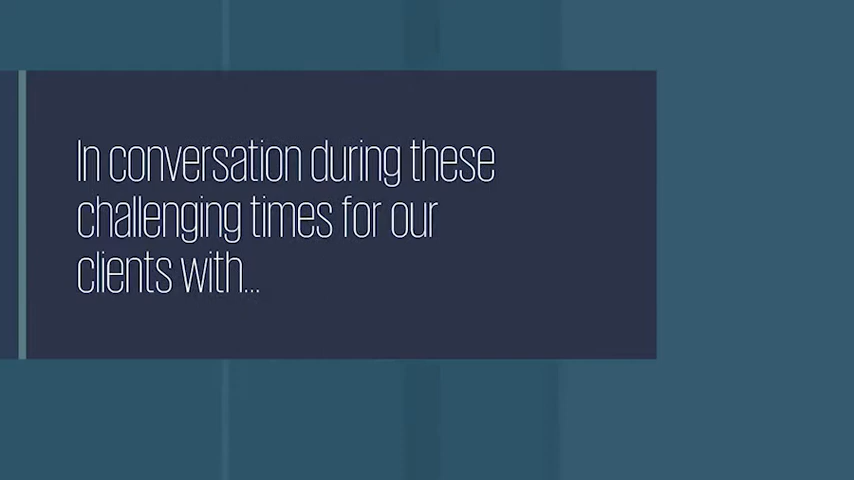 In conversation during these
challenging times for our
clients with...